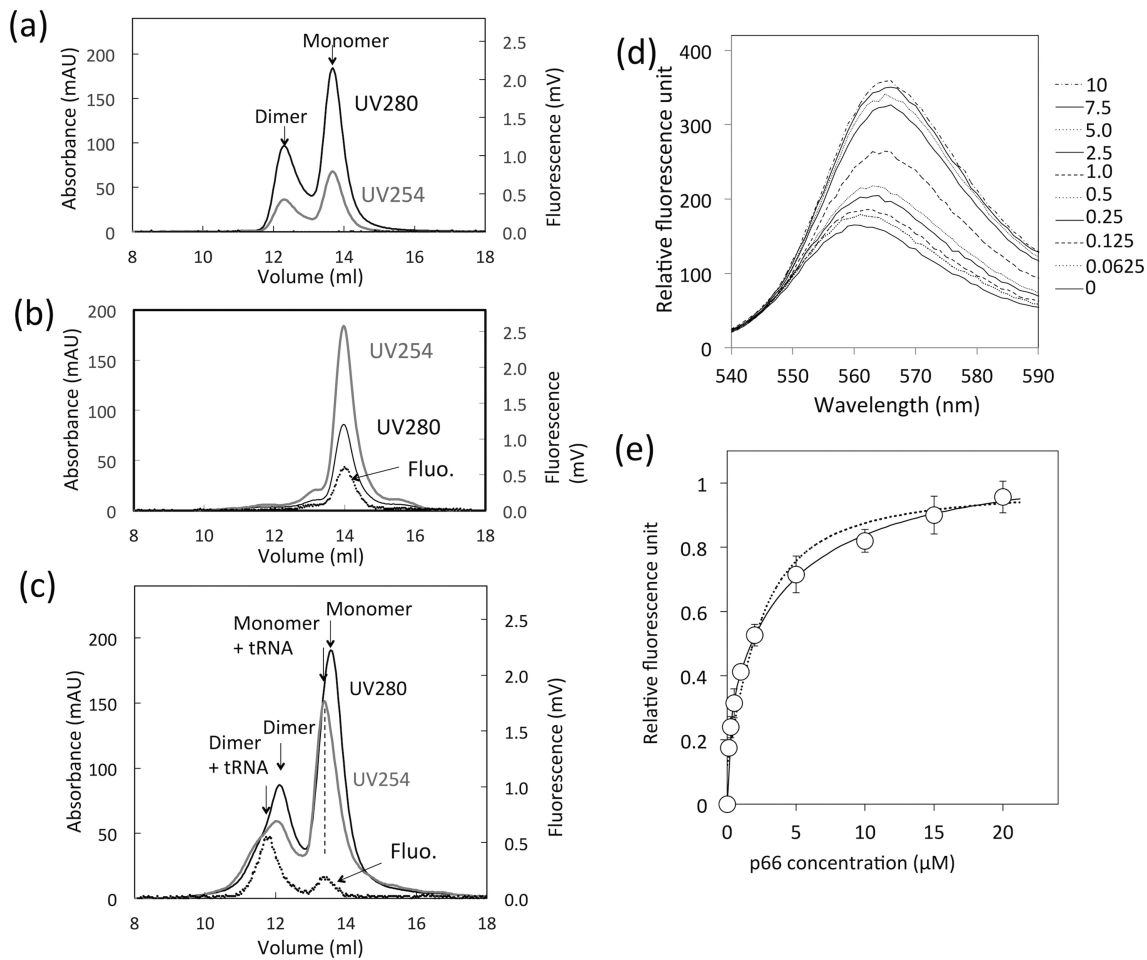 (a)
Absorbance (mAU)
200
150
100
50
0
Dimer
Monomer
UV280
UV254
2.5
2.0
1.5
1.0
0.5
0.0
Fluorescence (mV)
8 10 12 14 16 18
Volume (ml)
(b)
Absorbance (mAU)
200
150
100
50
0
UV254
UV280
Fluo.
2.5
2.0
1.5
1.0
0.5
0.0
Fluorescence
(mV)
8 10 12 14 16 18
Volume (ml)
(c)
Absorbance (mAU)
200
150
100
50
0
Monomer
Monomer
+ tRNA
UV280
Dimer
Dimer
+ tRNA
UV254
Fluo.
2.5
2.0
1.5
1.0
0.5
0.0
Fluorescence (mV)
8 10 12 14 16 18
Volume (ml)
(d)
Relative fluorescence unit
400
300
200
100
0
540 550 560 570 580 590
Wavelength (nm)
10
7.5
5.0
2.5
1.0
0.5
0.25
0.125
0.0625
0
(e)
Relative fluorescence unit
1
0.8
0.6
0.4
0.2
0
0 5 10 15 20
p66 concentration (μM)